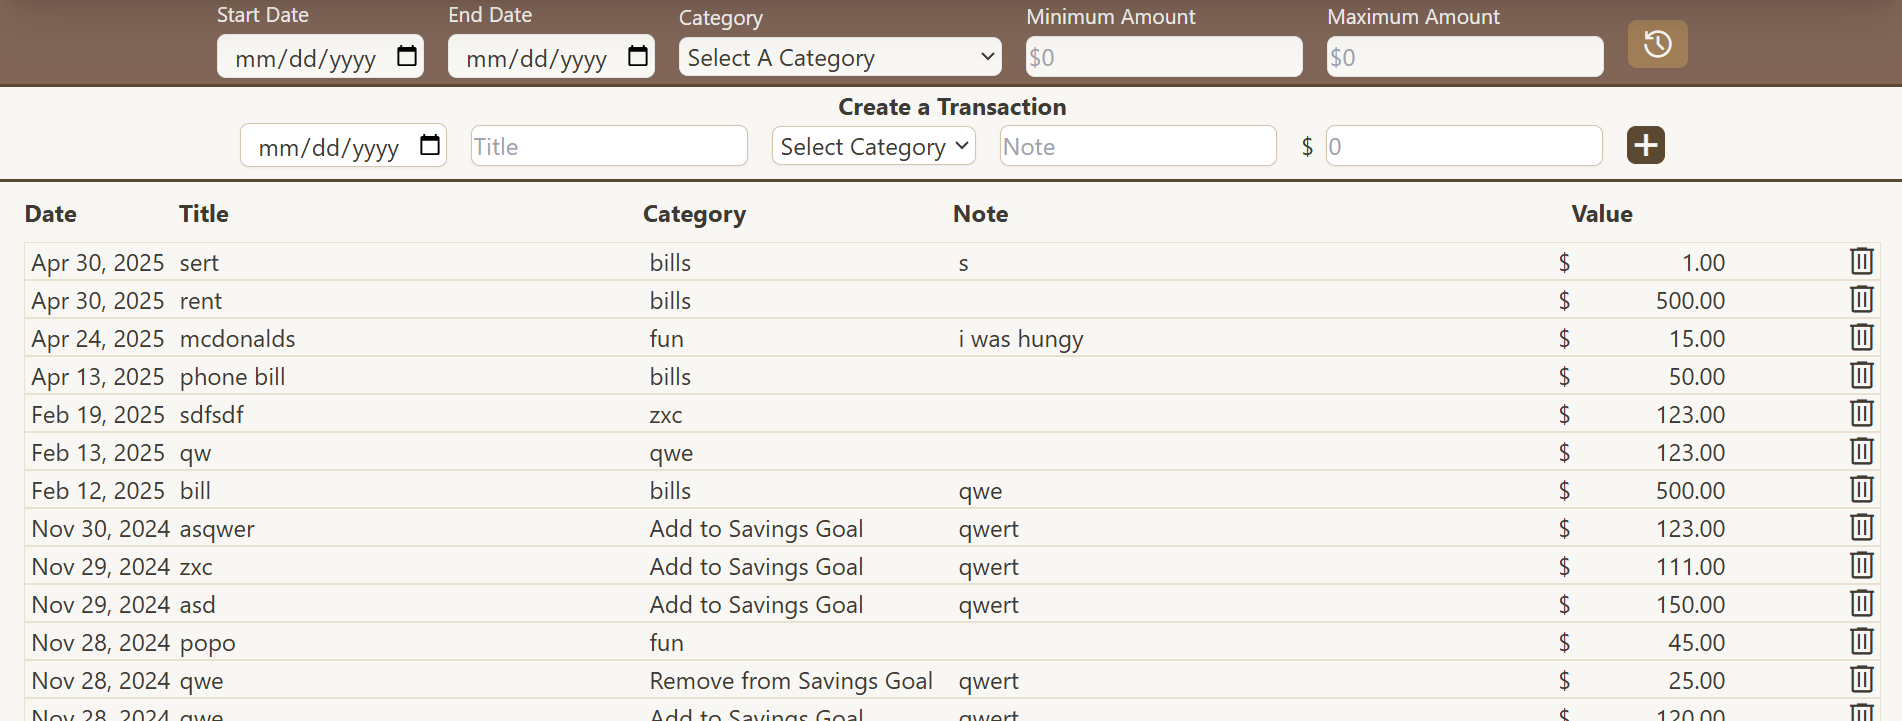 Start Date End Date Category Minimum Amount Maximum Amount
mm/dd/yyyy mm/dd/yyyy Select A Category $0 $0
Create a Transaction
mm/dd/yyyy Title Select Category Note $ 0
Date Title Category Note Value
Apr 30, 2025 sert bills s $ 1.00
Apr 30, 2025 rent bills $ 500.00
Apr 24, 2025 mcdonalds fun i was hungy $ 15.00
Apr 13, 2025 phone bill bills $ 50.00
Feb 19, 2025 sdfsdf zxc $ 123.00
Feb 13, 2025 qw qwe $ 123.00
Feb 12, 2025 bill bills qwe $ 500.00
Nov 30, 2024 asqwer Add to Savings Goal qwert $ 123.00
Nov 29, 2024 zxc Add to Savings Goal qwert $ 111.00
Nov 29, 2024 asd Add to Savings Goal qwert $ 150.00
Nov 28, 2024 popo fun $ 45.00
Nov 28, 2024 qwe Remove from Savings Goal qwert $ 25.00
Nov 28, 2024 qwe Add to Savings Goal qwert $ 120.00